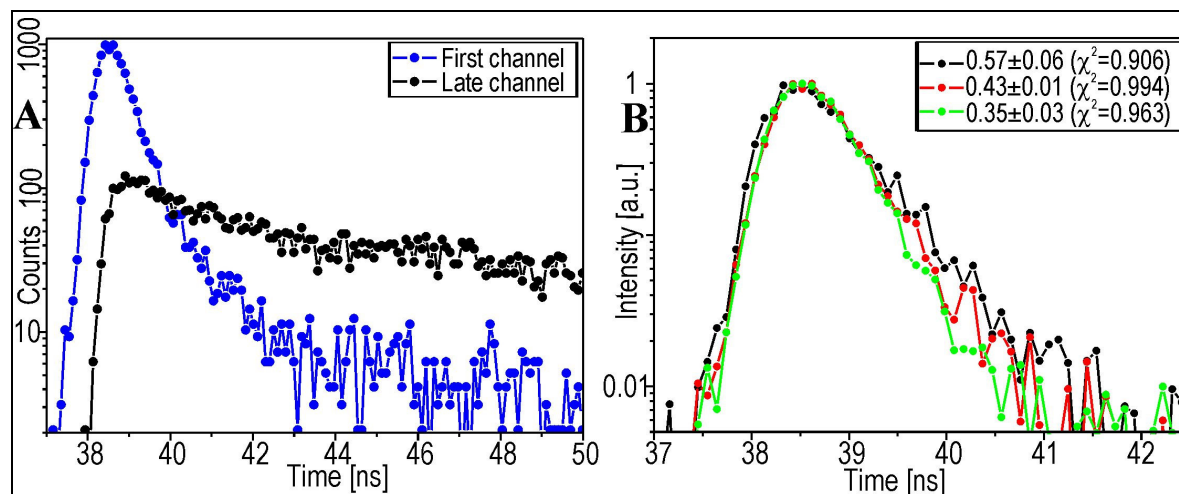 A
Counts
1000
100
10
38 40 42 44 46 48 50
Time [ns]
First channel
Late channel
B
Intensity [a.u.]
1
0.01
37 38 39 40 41 42
Time [ns]
0.57±0.06 (χ²=0.906)
0.43±0.01 (χ²=0.994)
0.35±0.03 (χ²=0.963)